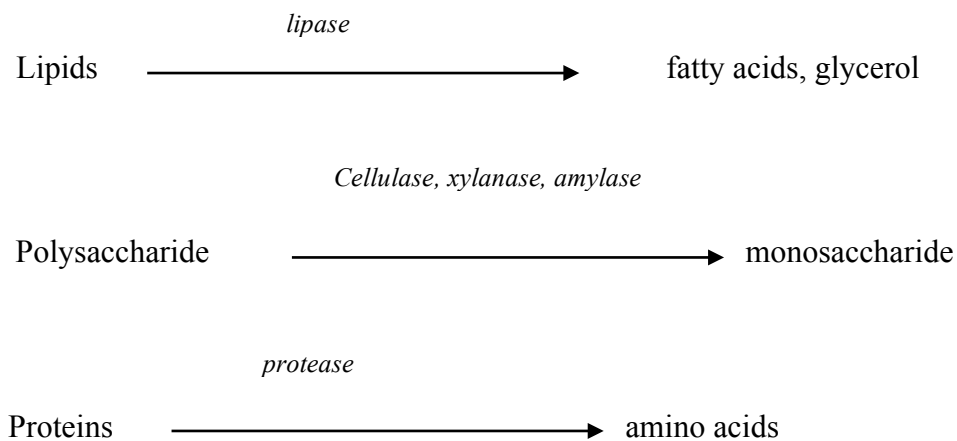 lipase
Lipids fatty acids, glycerol
Cellulase, xylanase, amylase
Polysaccharide monosaccharide
protease
Proteins amino acids